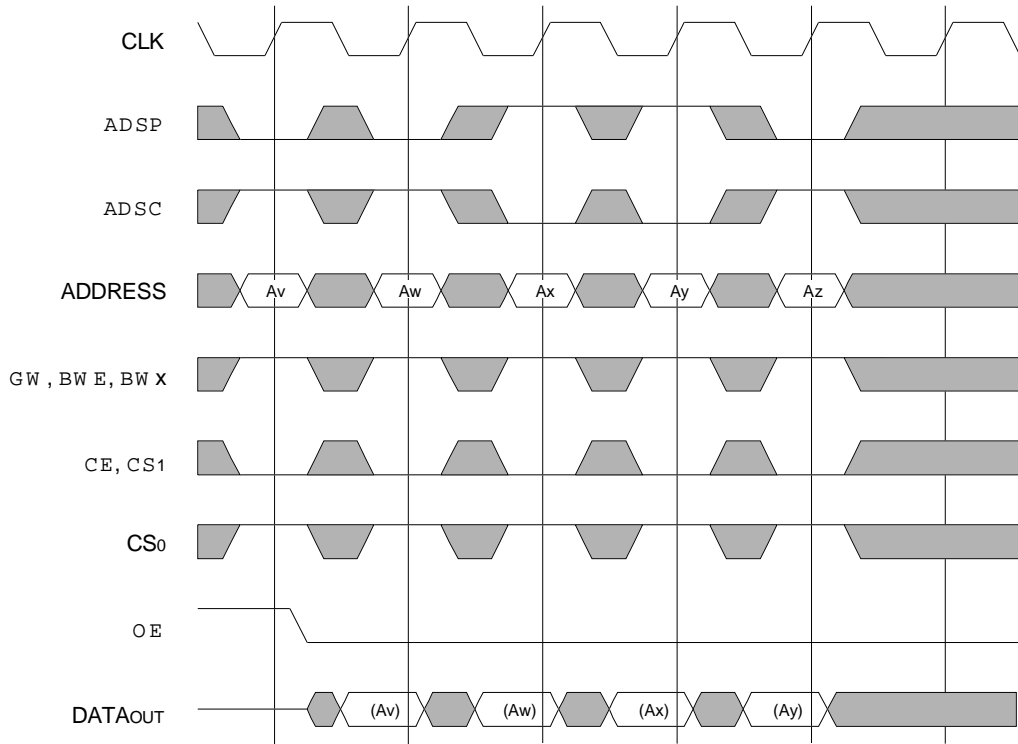 CLK
ADSP
ADSC
ADDRESS Av Aw Ax Ay Az
GW, BWE, BWx
CE, CS1
CS0
OE
DATAOUT (Av) (Aw) (Ax) (Ay)